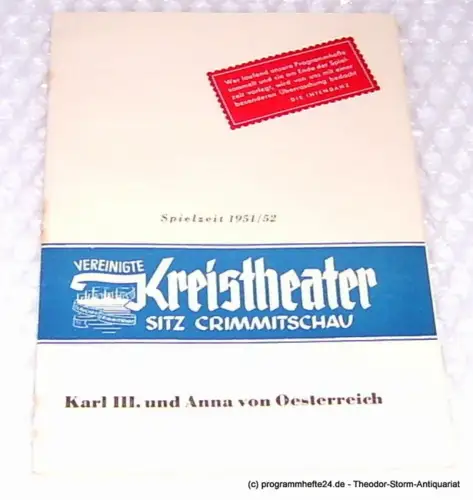 Wer laufend unsere Programmhefte
sammelt und sie am Ende der Spiel-
zeit vorlegt, wird von uns mit einer
besonderen Überraschung bedacht
DIE INTENDANZ
Spielzeit 1951/52
VEREINIGTE
Kreistheater
SITZ CRIMMITSCHAU
Karl III. und Anna von Oesterreich
(c) programmhefte24.de - Theodor-Storm-Antiquariat